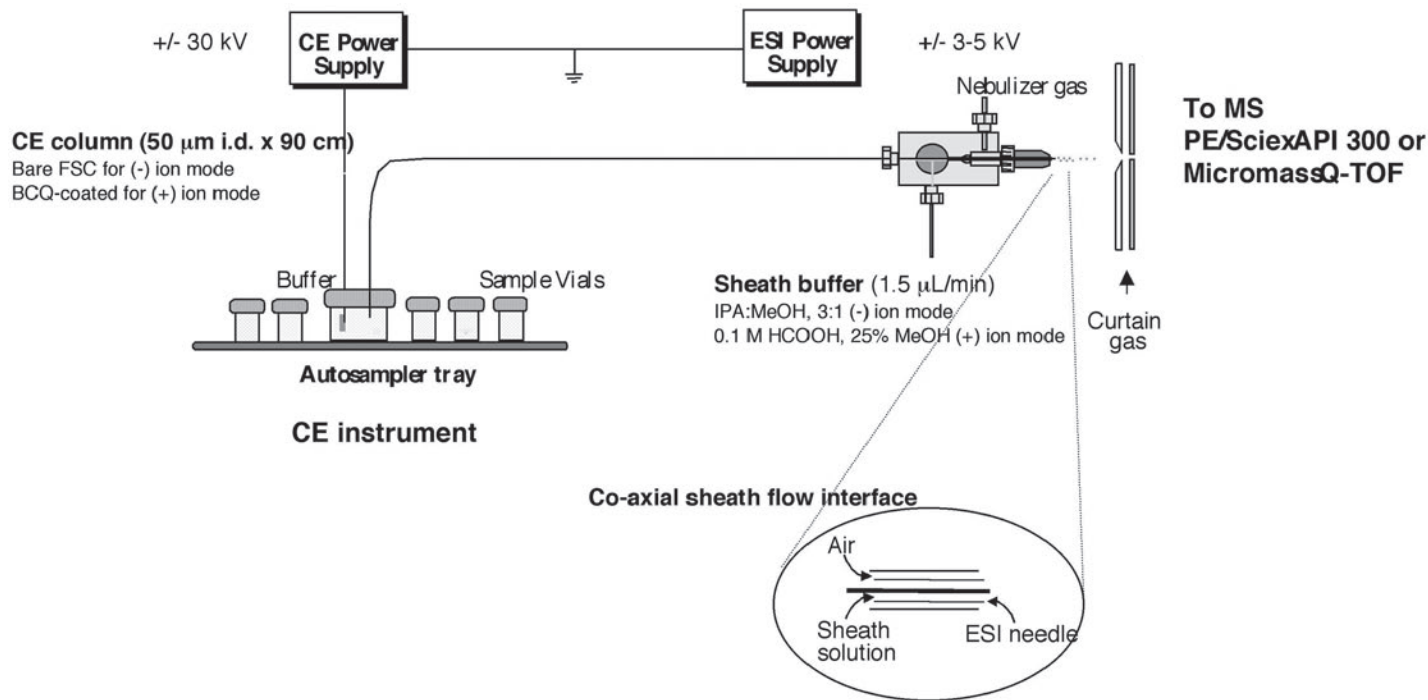 +/- 30 kV
CE Power
Supply
ESI Power
Supply
+/- 3-5 kV
Nebulizer gas
To MS
PE/SciexAPI 300 or
MicromassQ-TOF
CE column (50 μm i.d. x 90 cm)
Bare FSC for (-) ion mode
BCQ-coated for (+) ion mode
Buffer
Sample Vials
Sheath buffer (1.5 μL/min)
IPA:MeOH, 3:1 (-) ion mode
0.1 M HCOOH, 25% MeOH (+) ion mode
Curtain
gas
Autosampler tray
CE instrument
Co-axial sheath flow interface
Air
Sheath
solution
ESI needle